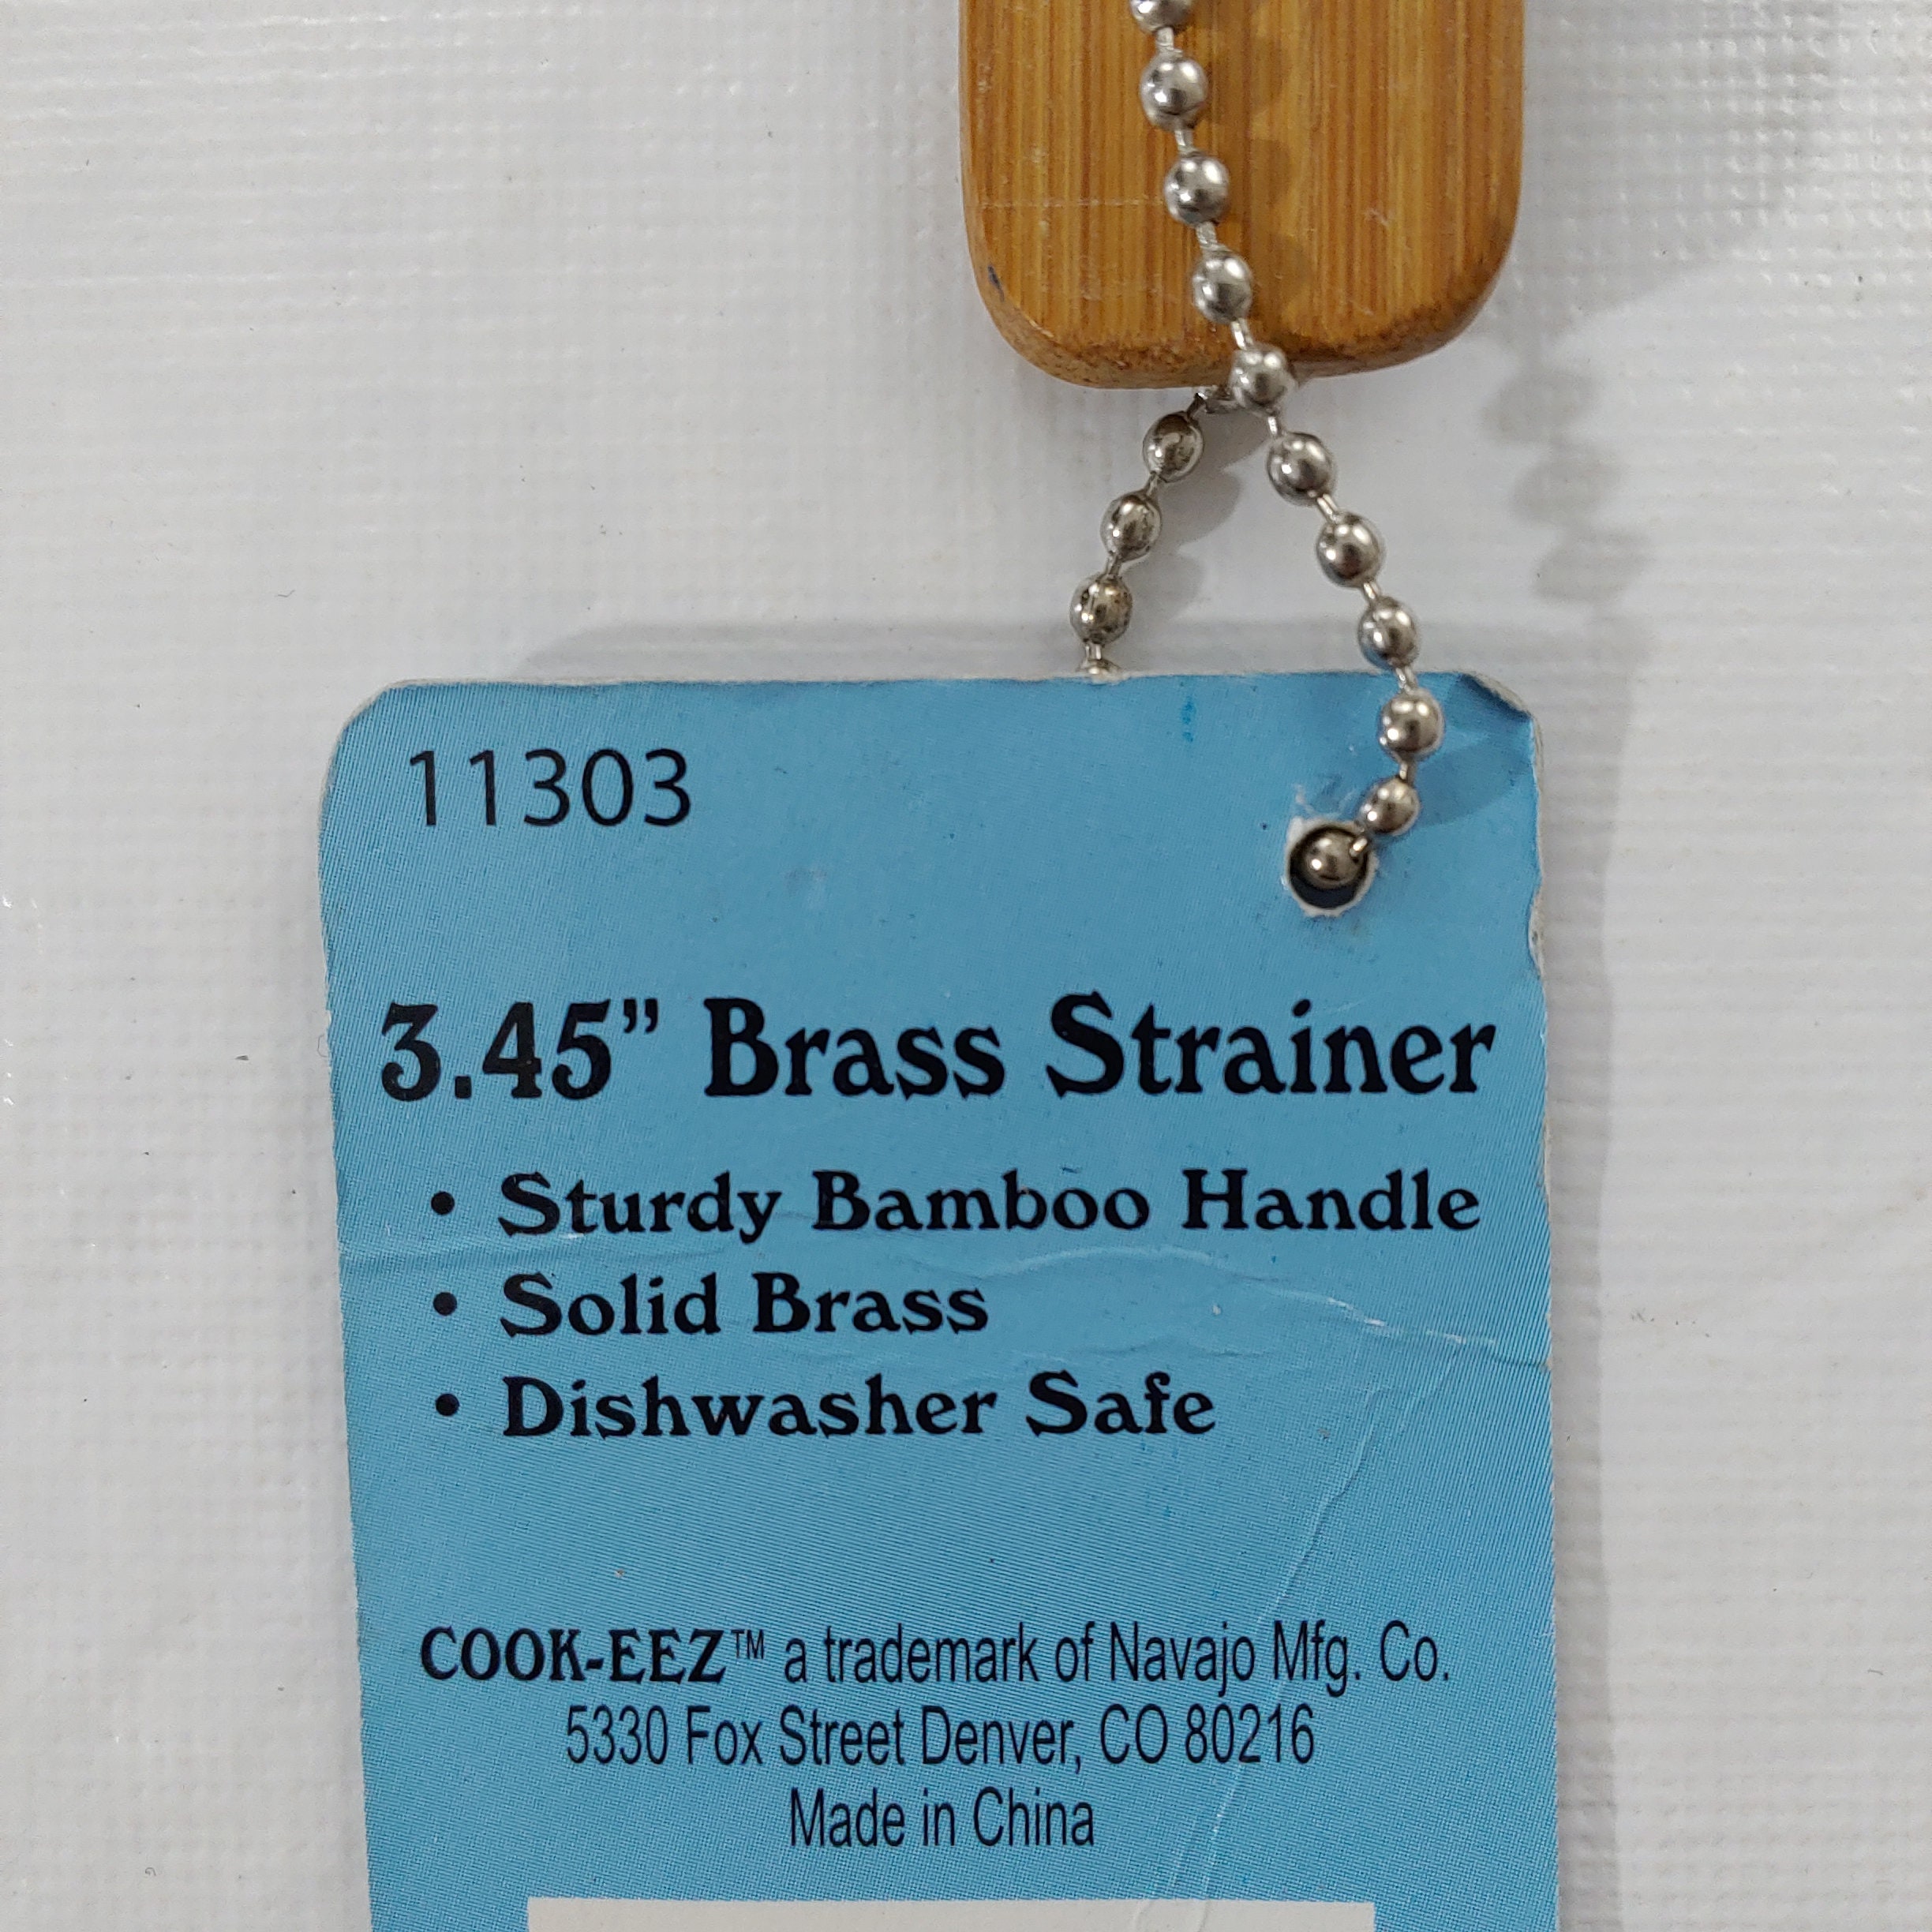 11303
3.45” Brass Strainer
• Sturdy Bamboo Handle
• Solid Brass
• Dishwasher Safe
COOK-EEZ™ a trademark of Navajo Mfg. Co.
5330 Fox Street Denver, CO 80216
Made in China